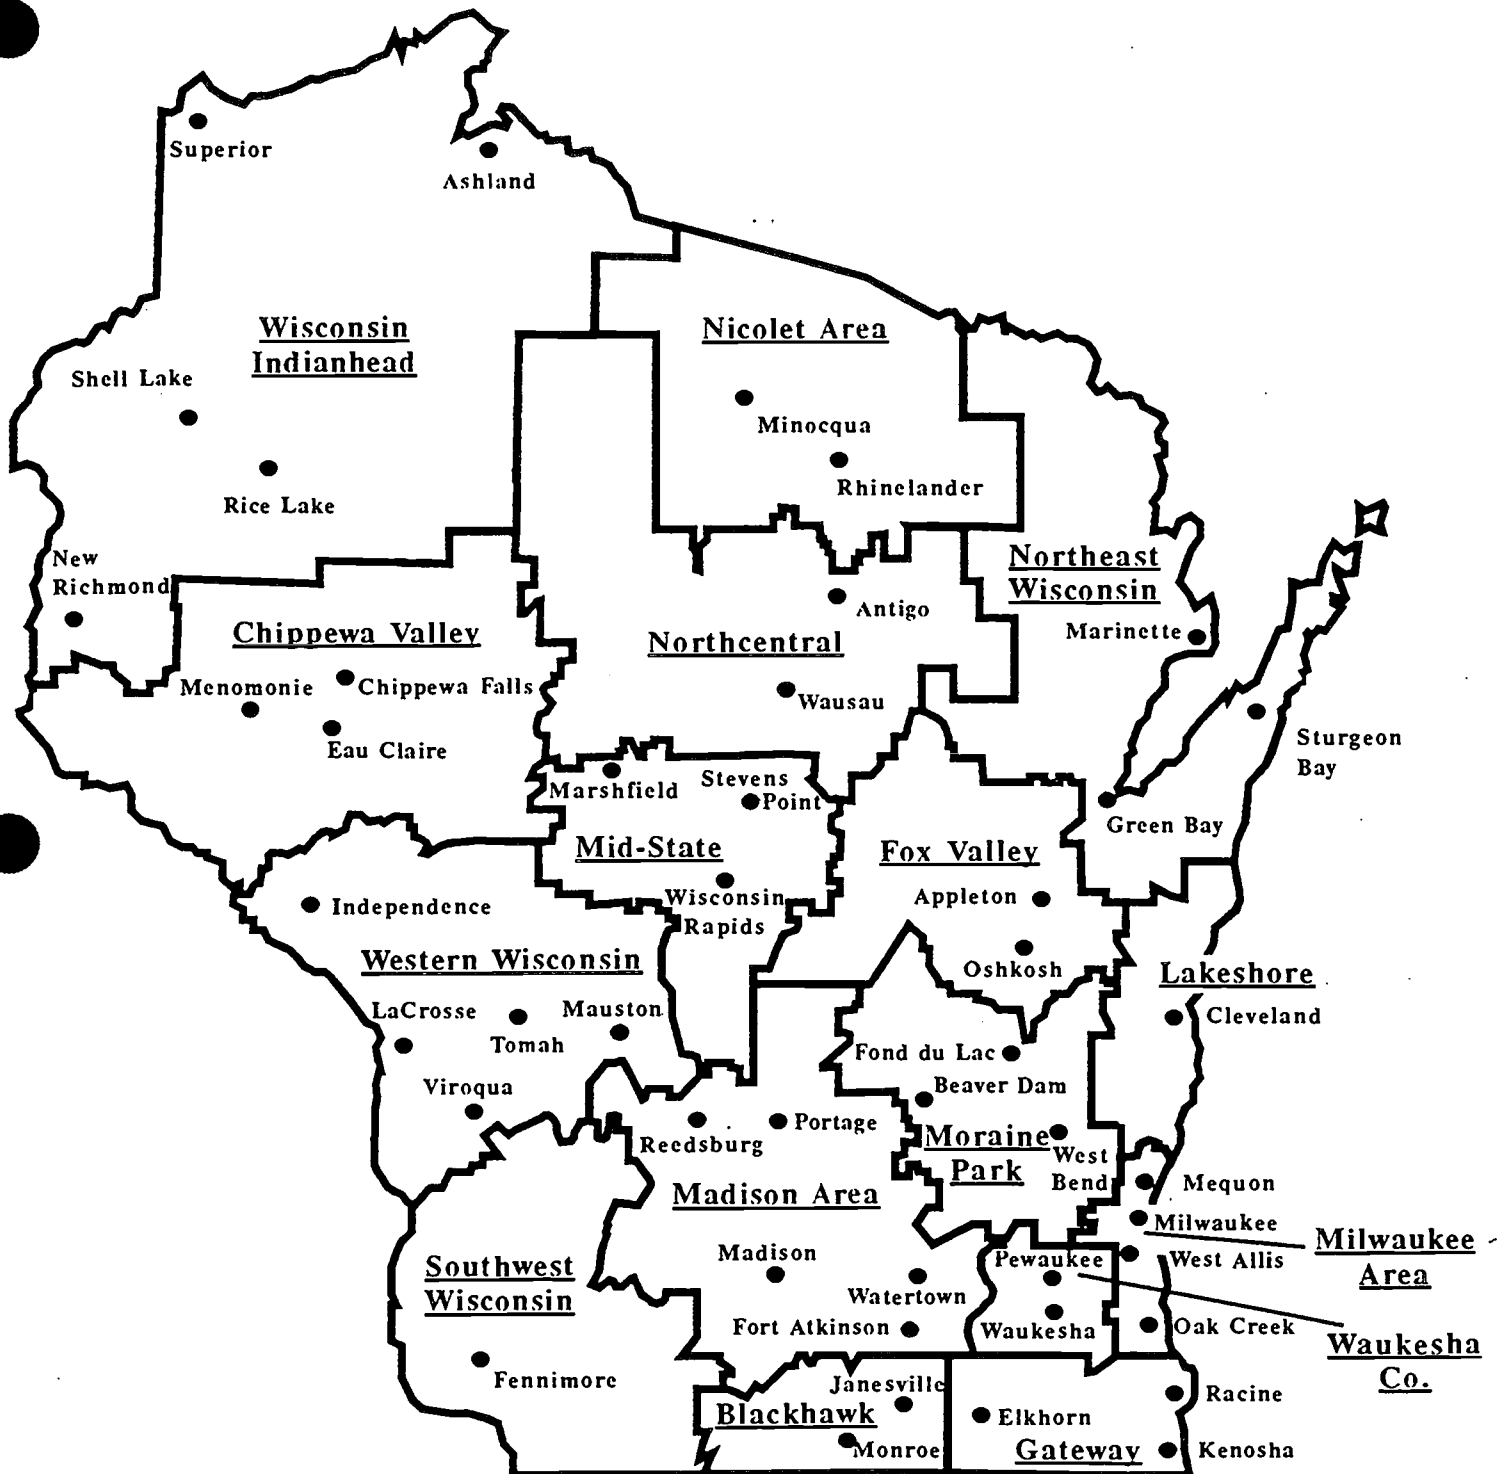 Superior
Ashland
Wisconsin
Indianhead
Nicolet Area
Shell Lake
Minocqua
Rhinelander
Rice Lake
New
Richmond
Northeast
Wisconsin
Antigo
Chippewa Valley
Northcentral
Marinette
Menomonie
Chippewa Falls
Wausau
Eau Claire
Sturgeon
Bay
Marshfield
Stevens
Point
Green Bay
Mid-State
Fox Valley
Wisconsin
Rapids
Appleton
Independence
Western Wisconsin
Oshkosh
Lakeshore
LaCrosse
Mauston
Cleveland
Tomah
Fond du Lac
Viroqua
Beaver Dam
Reedsburg
Portage
Moraine
Park
West
Bend
Mequon
Madison Area
Milwaukee
Milwaukee
Area
Madison
Pewaukee
West Allis
Southwest
Wisconsin
Watertown
Fort Atkinson
Waukesha
Oak Creek
Waukesha
Co.
Fennimore
Janesville
Racine
Blackhawk
Elkhorn
Monroe
Gateway
Kenosha